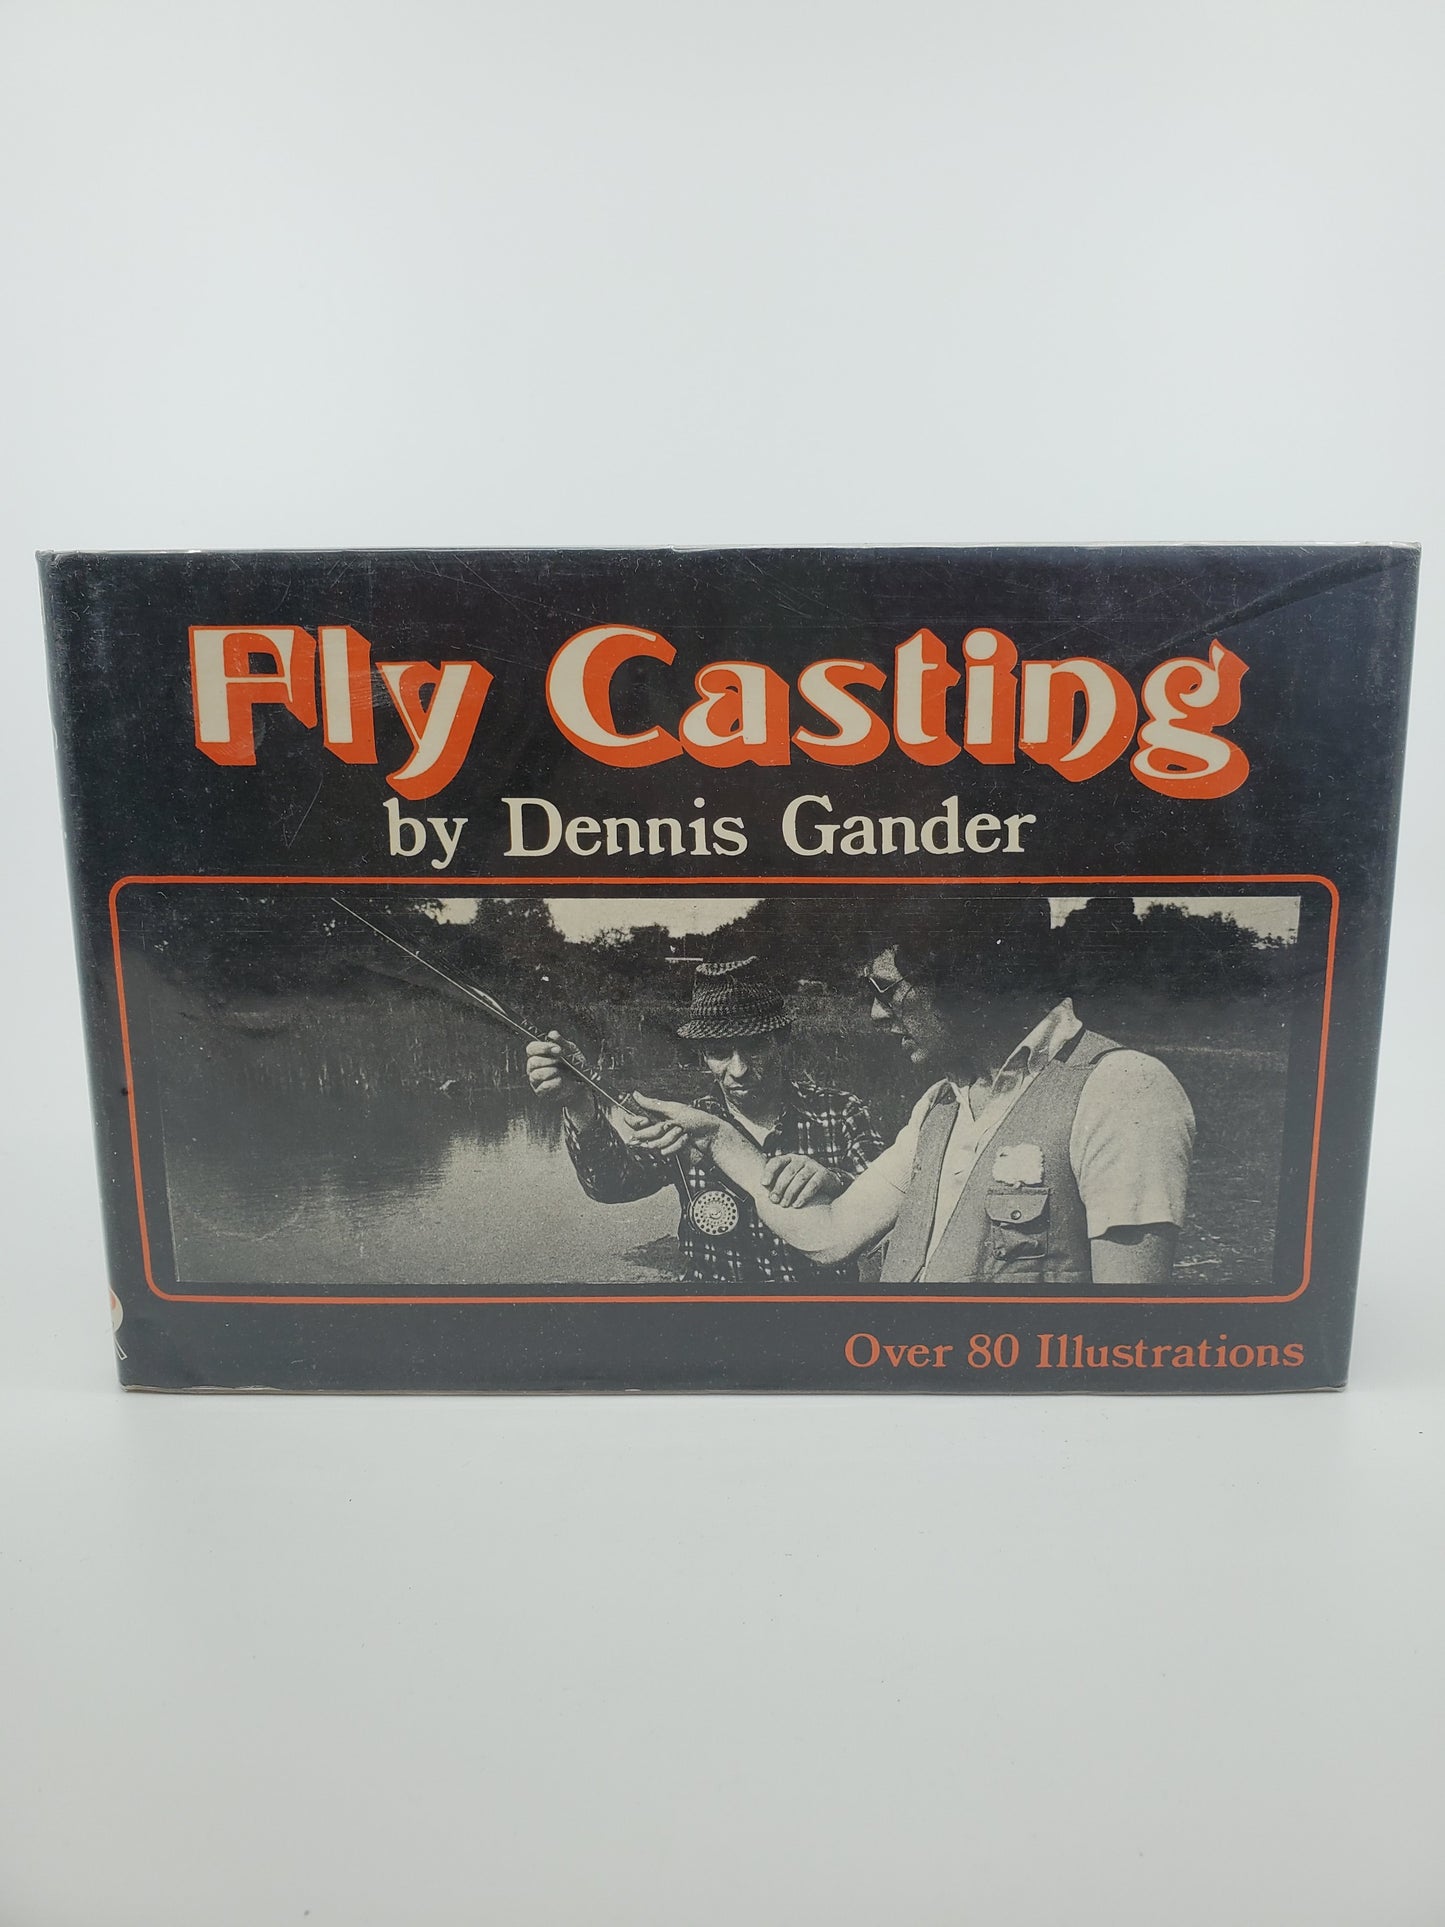 Fly Casting
by Dennis Gander
Over 80 Illustrations